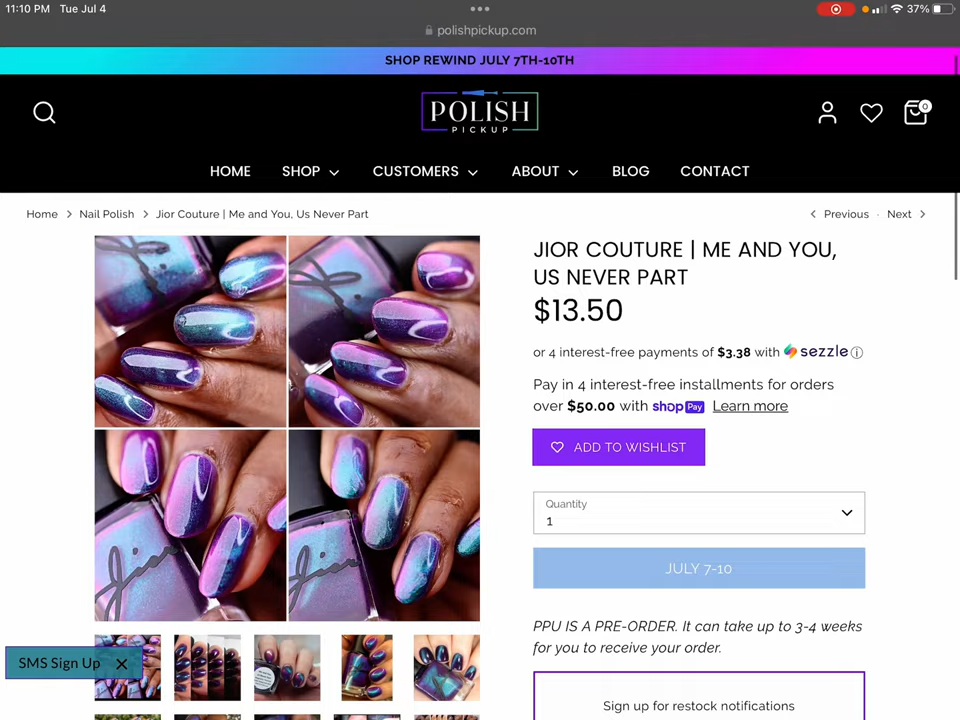 11:10 PM Tue Jul 4
37%
polishpickup.com
SHOP REWIND JULY 7TH-10TH
POLISH
PICKUP
0
HOME SHOP CUSTOMERS ABOUT BLOG CONTACT
Home > Nail Polish > Jior Couture | Me and You, Us Never Part
< Previous · Next >
JIOR COUTURE | ME AND YOU,
US NEVER PART
$13.50
or 4 interest-free payments of $3.38 with sezzle
Pay in 4 interest-free installments for orders
over $50.00 with shop Pay Learn more
ADD TO WISHLIST
Quantity
1
JULY 7-10
PPU IS A PRE-ORDER. It can take up to 3-4 weeks
for you to receive your order.
Sign up for restock notifications
Jior
Jior
SMS Sign Up